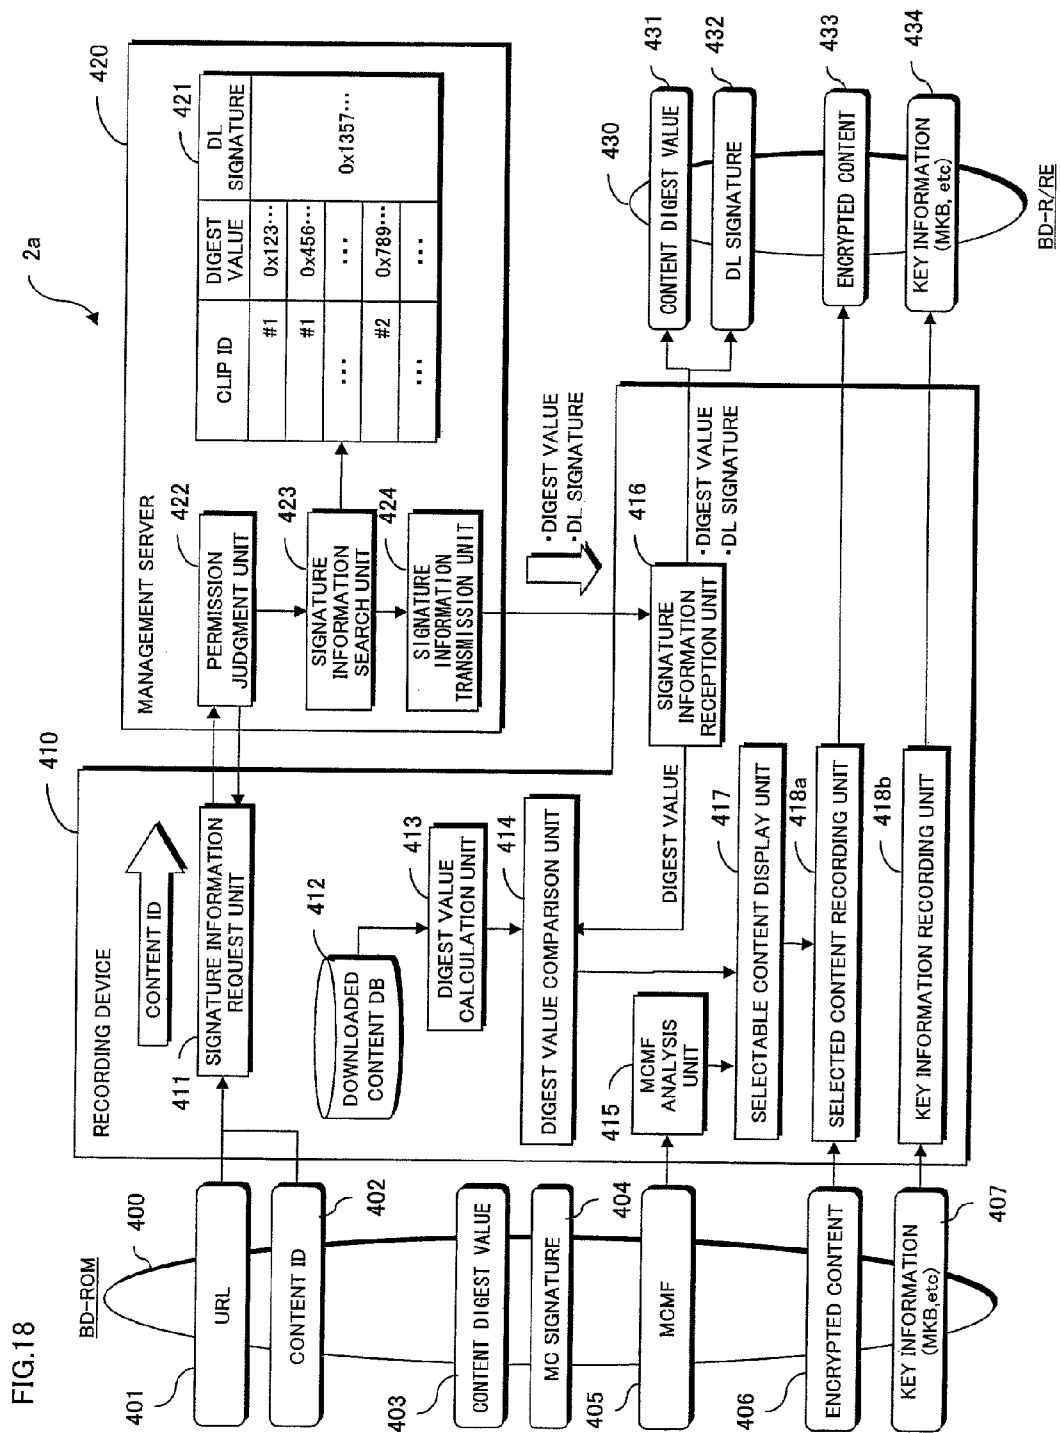 FIG.18
2a
BD-ROM
400
401
URL
402
CONTENT ID
403
CONTENT DIGEST VALUE
404
MC SIGNATURE
405
MCMF
406
ENCRYPTED CONTENT
407
KEY INFORMATION
(MKB,etc)
RECORDING DEVICE
410
CONTENT ID
411
SIGNATURE INFORMATION
REQUEST UNIT
412
DOWNLOADED
CONTENT DB
413
DIGEST VALUE
CALCULATION UNIT
414
DIGEST VALUE COMPARISON UNIT
415
MCMF
ANALYSIS
UNIT
DIGEST VALUE
416
SIGNATURE
INFORMATION
RECEPTION UNIT
417
SELECTABLE CONTENT DISPLAY UNIT
418a
SELECTED CONTENT RECORDING UNIT
418b
KEY INFORMATION RECORDING UNIT
MANAGEMENT SERVER
420
422
PERMISSION
JUDGMENT UNIT
423
SIGNATURE
INFORMATION
SEARCH UNIT
424
SIGNATURE
INFORMATION
TRANSMISSION UNIT
421
CLIP ID DIGEST VALUE DL SIGNATURE
#1 0x123··· 0x1357···
#1 0x456···
··· ···
#2 0x789···
··· ···
・DIGEST VALUE
・DL SIGNATURE
・DIGEST VALUE
・DL SIGNATURE
430
431
CONTENT DIGEST VALUE
432
DL SIGNATURE
433
ENCRYPTED CONTENT
434
KEY INFORMATION
(MKB, etc)
BD-R/RE